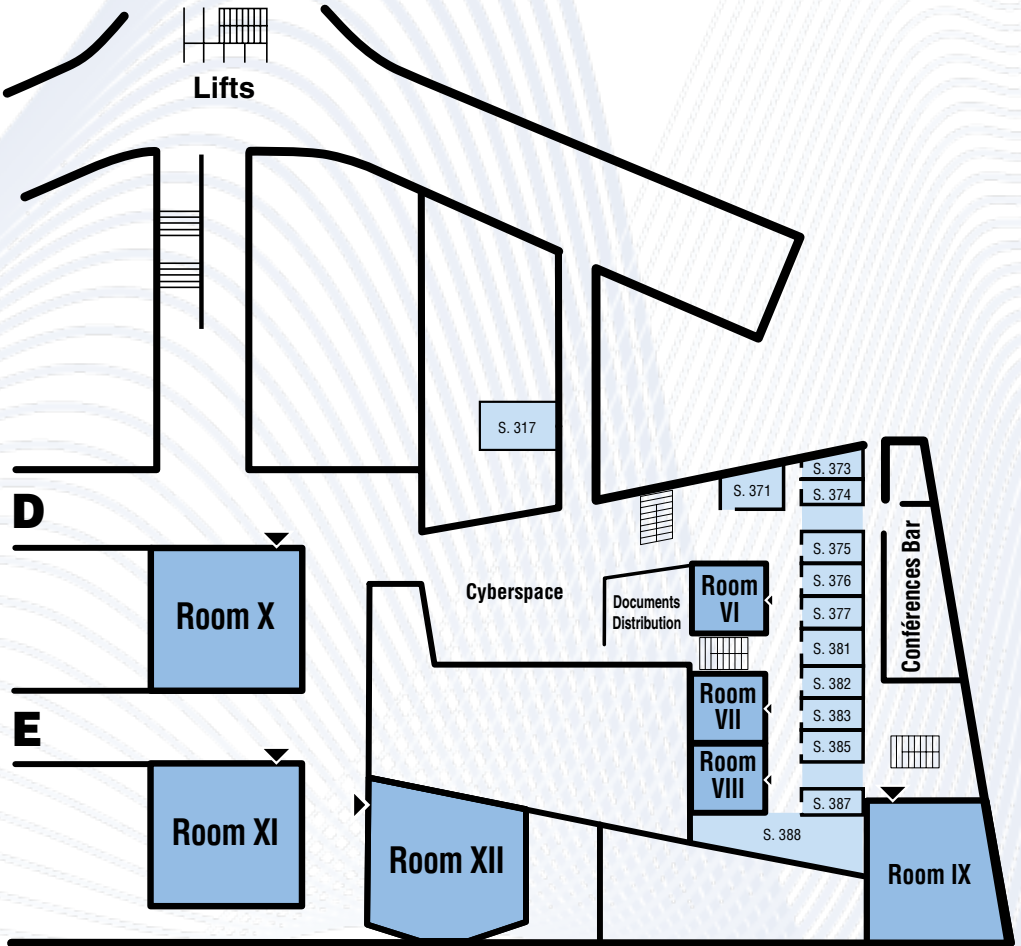 Lifts
S. 317
S. 373
S. 371
S. 374
D
Conférences Bar
S. 375
Room
VI
S. 376
Cyberspace
Documents
Distribution
Room X
S. 377
S. 381
S. 382
Room
VII
S. 383
E
S. 385
Room
VIII
S. 387
Room XI
S. 388
Room XII
Room IX